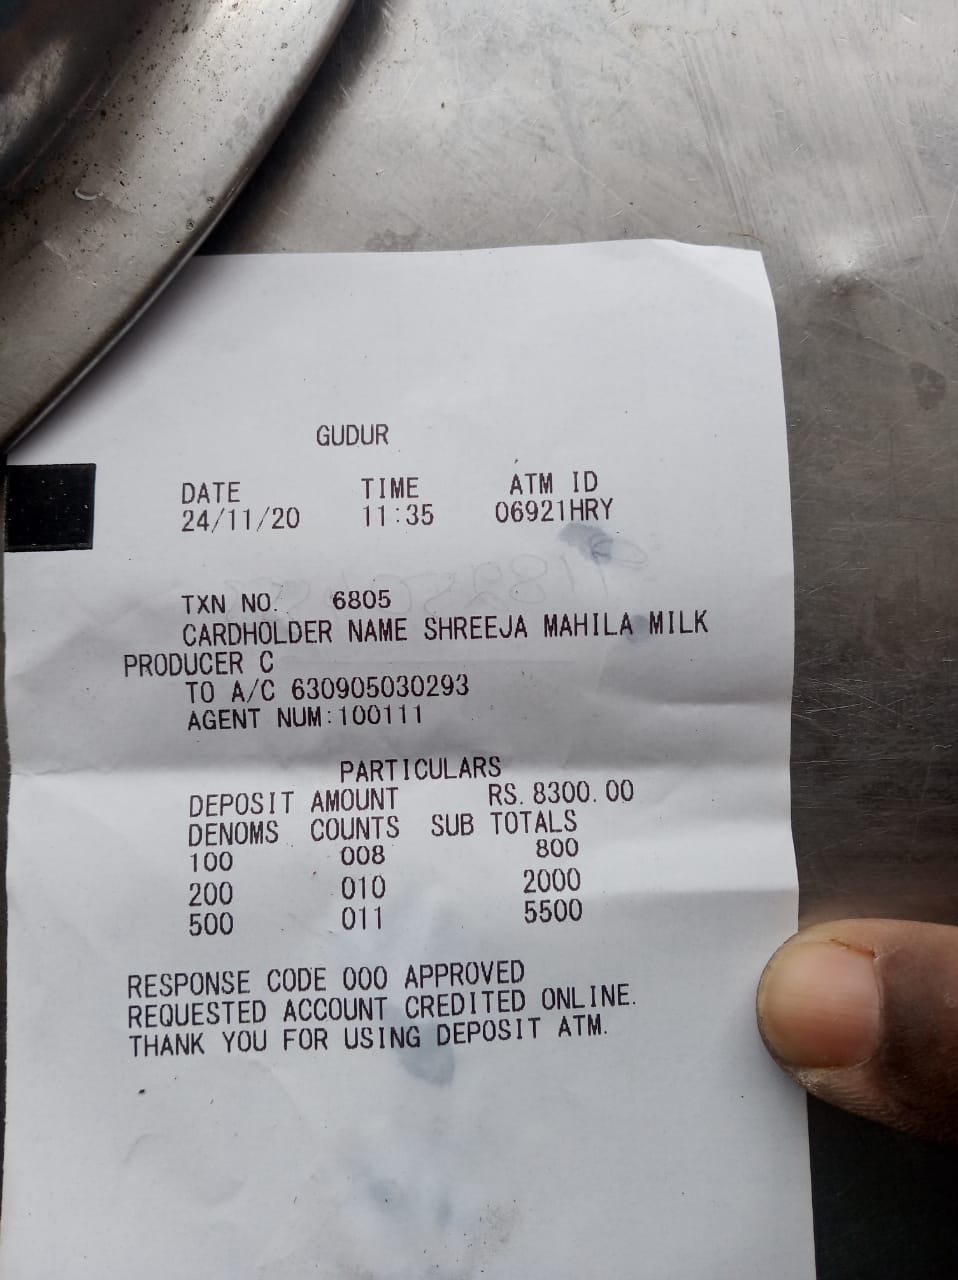 GUDUR
DATE TIME ATM ID
24/11/20 11:35 06921HRY
TXN NO. 6805
CARDHOLDER NAME SHREEJA MAHILA MILK
PRODUCER C
TO A/C 630905030293
AGENT NUM:100111
PARTICULARS
DEPOSIT AMOUNT RS. 8300.00
DENOMS COUNTS SUB TOTALS
100 008 800
200 010 2000
500 011 5500
RESPONSE CODE 000 APPROVED
REQUESTED ACCOUNT CREDITED ONLINE.
THANK YOU FOR USING DEPOSIT ATM.